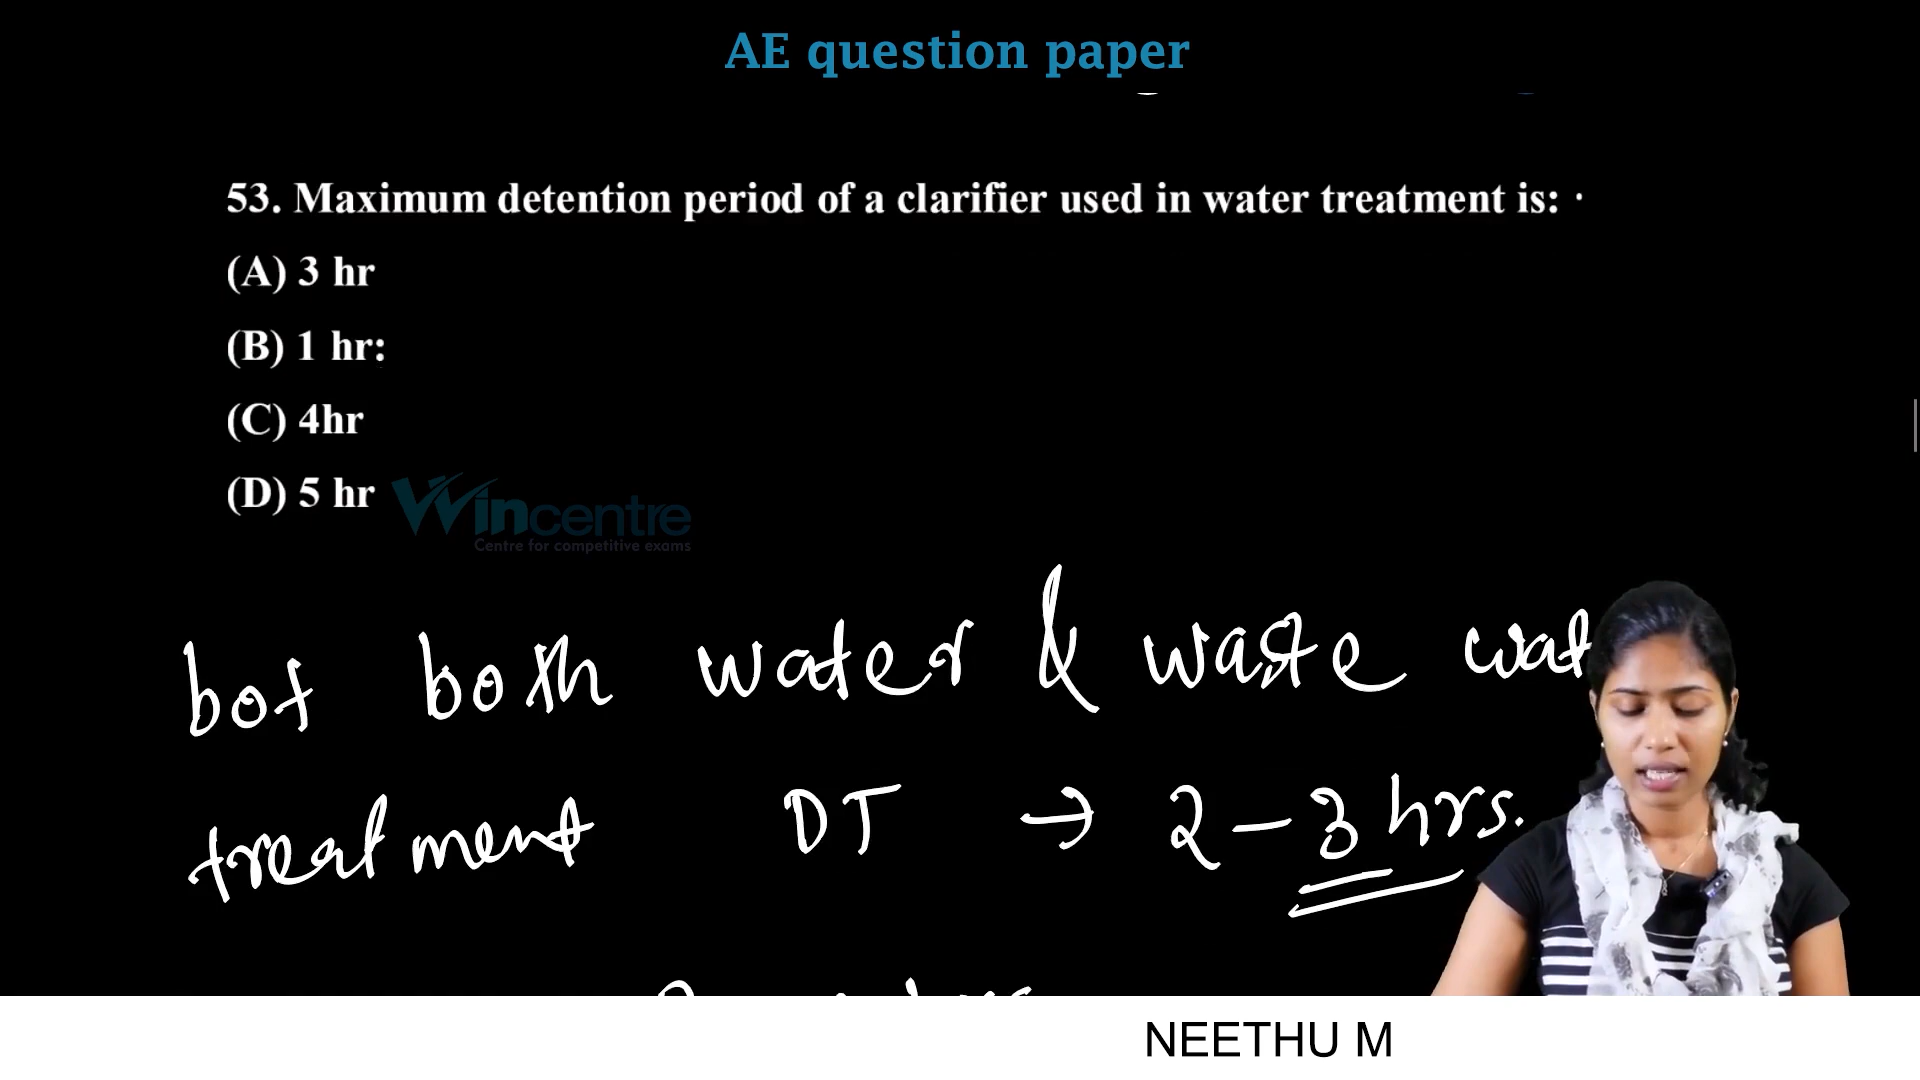 AE question paper
53. Maximum detention period of a clarifier used in water treatment is:
(A) 3 hr
(B) 1 hr:
(C) 4hr
(D) 5 hr
Wincentre
Centre for competitive exams
both water & waste wat
treatment DT → 2 – 3 hrs.
NEETHU M